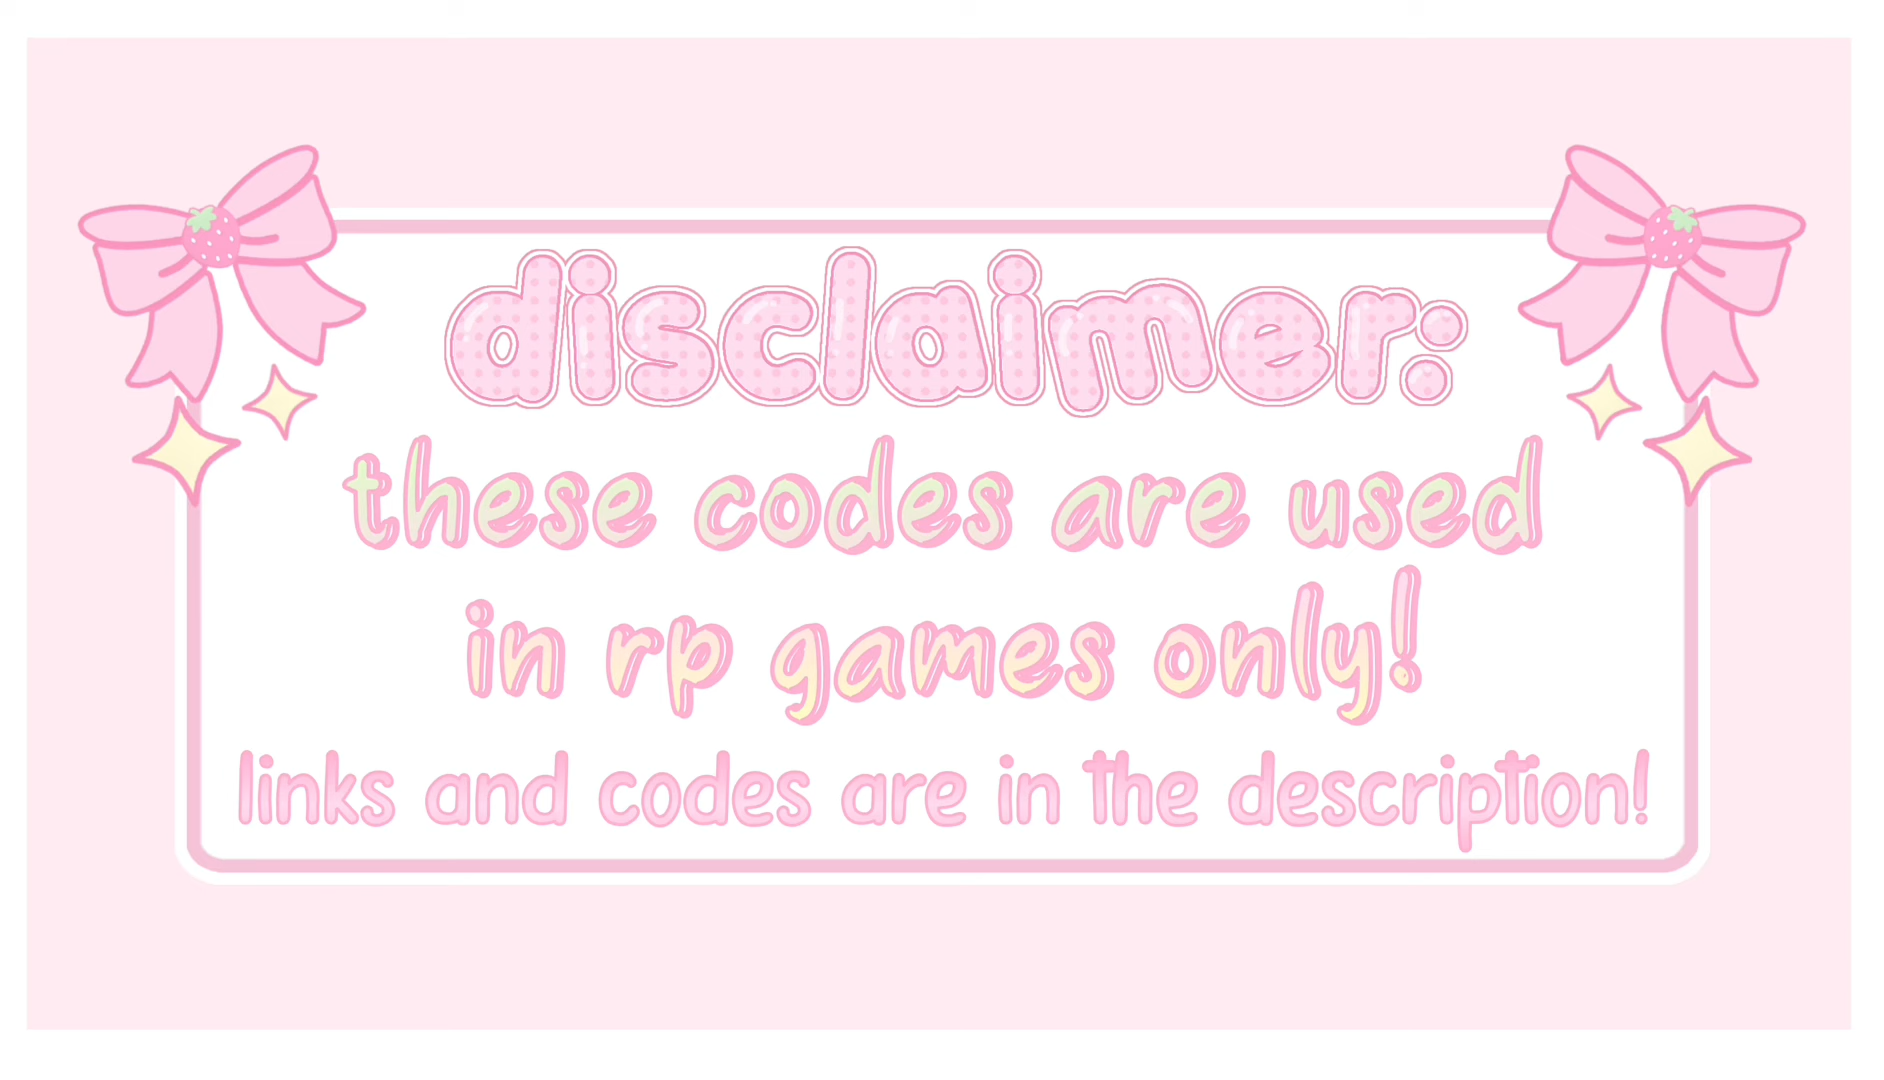 disclaimer:
these codes are used
in rp games only!
links and codes are in the description!